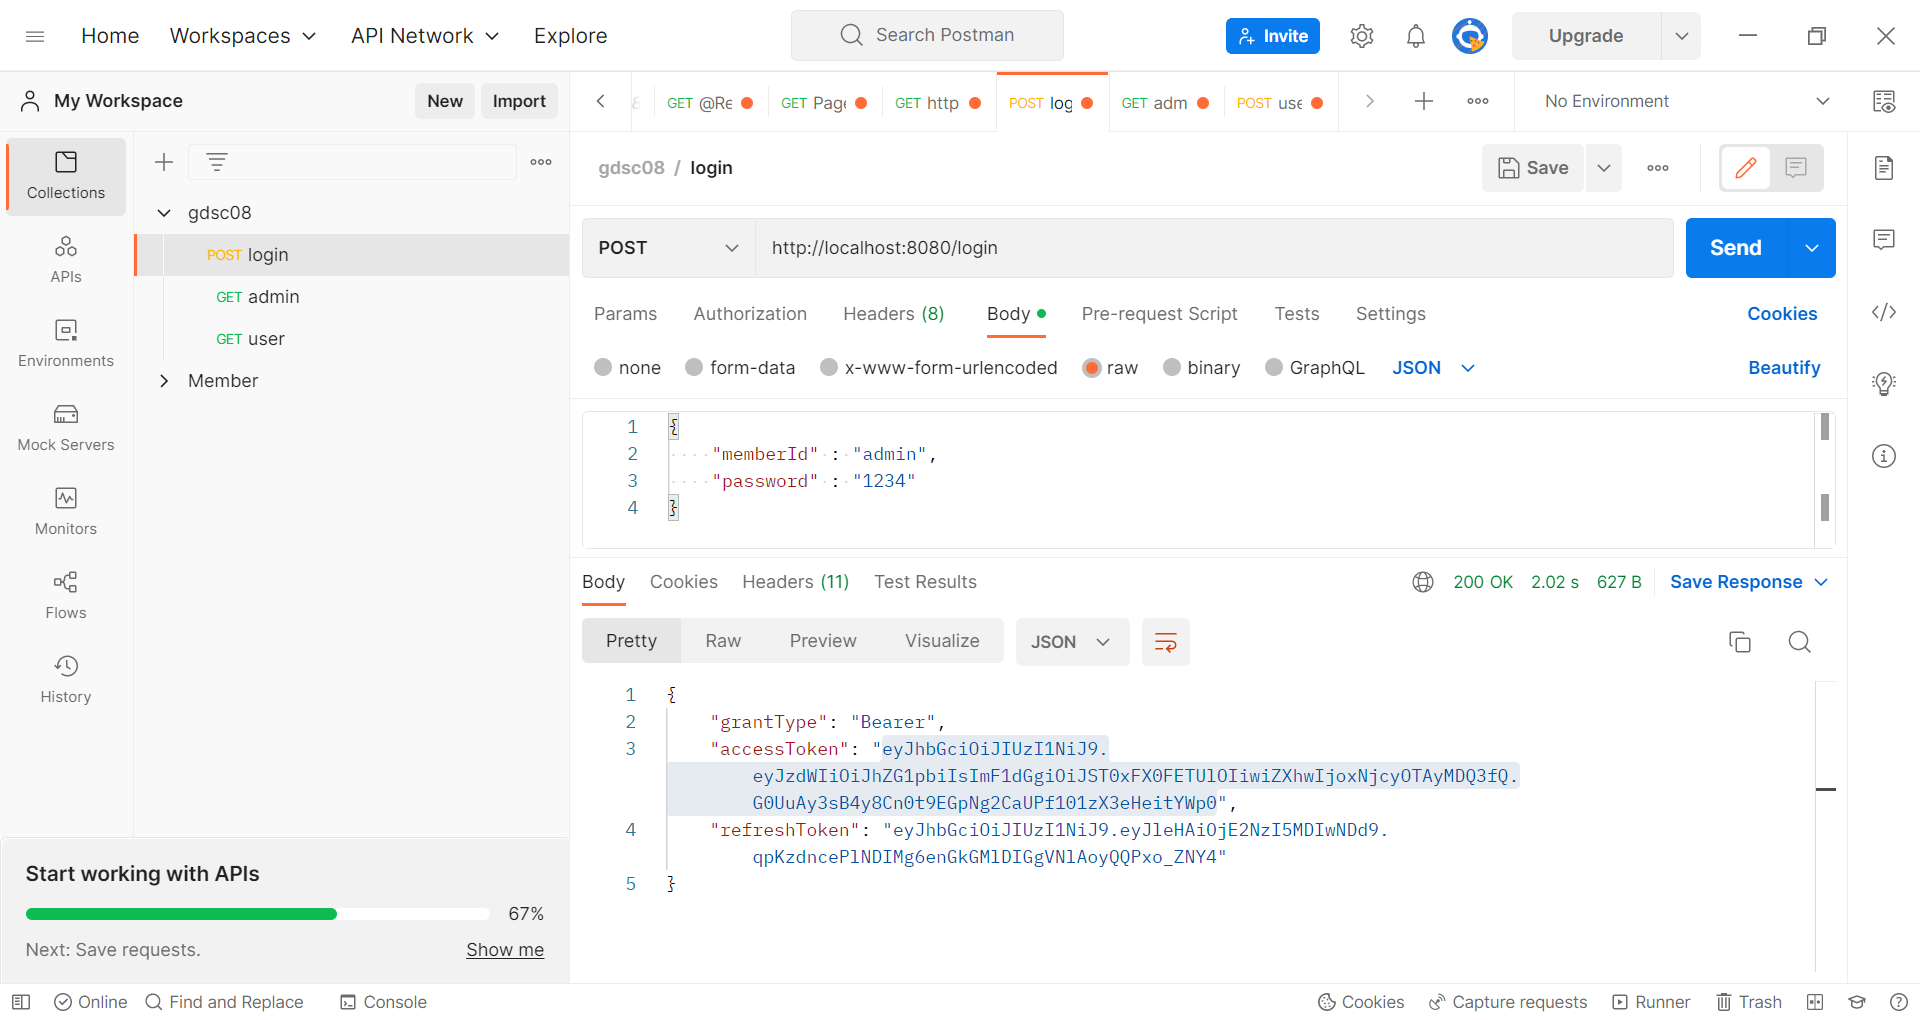 Home Workspaces API Network Explore Search Postman Invite Upgrade
My Workspace New Import
GET @Re GET Page GET http POST log GET adm POST use No Environment
Collections
APIs
Environments
Mock Servers
Monitors
Flows
History
gdsc08
POST login
GET admin
GET user
Member
gdsc08 / login Save
POST http://localhost:8080/login Send
Params Authorization Headers (8) Body Pre-request Script Tests Settings Cookies
none form-data x-www-form-urlencoded raw binary GraphQL JSON Beautify
1 {
2 "memberId" : "admin",
3 "password" : "1234"
4 }
Body Cookies Headers (11) Test Results 200 OK 2.02 s 627 B Save Response
Pretty Raw Preview Visualize JSON
1 {
2 "grantType": "Bearer",
3 "accessToken": "eyJhbGciOiJIUzI1NiJ9.
eyJzdWIiOiJhZG1pbiIsImF1dGgiOiJST0xFX0FETUlOIiwiZXhwIjoxNjcyOTAyMDQ3fQ.
G0UuAy3sB4y8Cn0t9EGpNg2CaUPf101zX3eHeitYWp0",
4 "refreshToken": "eyJhbGciOiJIUzI1NiJ9.eyJleHAiOjE2NzI5MDIwNDd9.
qpKzdncePlNDIMg6enGkGMlDIGgVNlAoyQQPxo_ZNY4"
5 }
Start working with APIs
67%
Next: Save requests. Show me
Online Find and Replace Console Cookies Capture requests Runner Trash